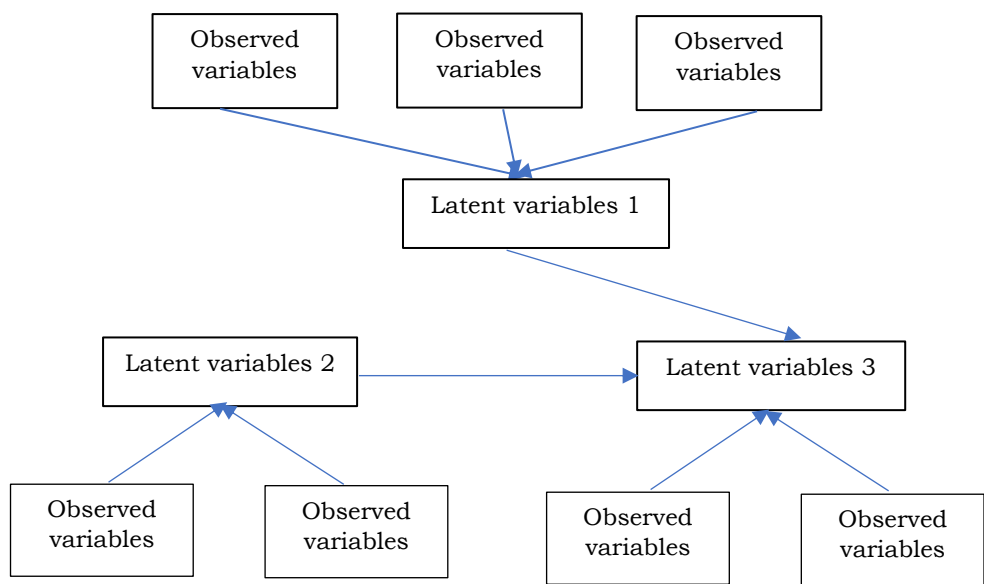 Observed
variables
Observed
variables
Observed
variables
Latent variables 1
Latent variables 2
Latent variables 3
Observed
variables
Observed
variables
Observed
variables
Observed
variables